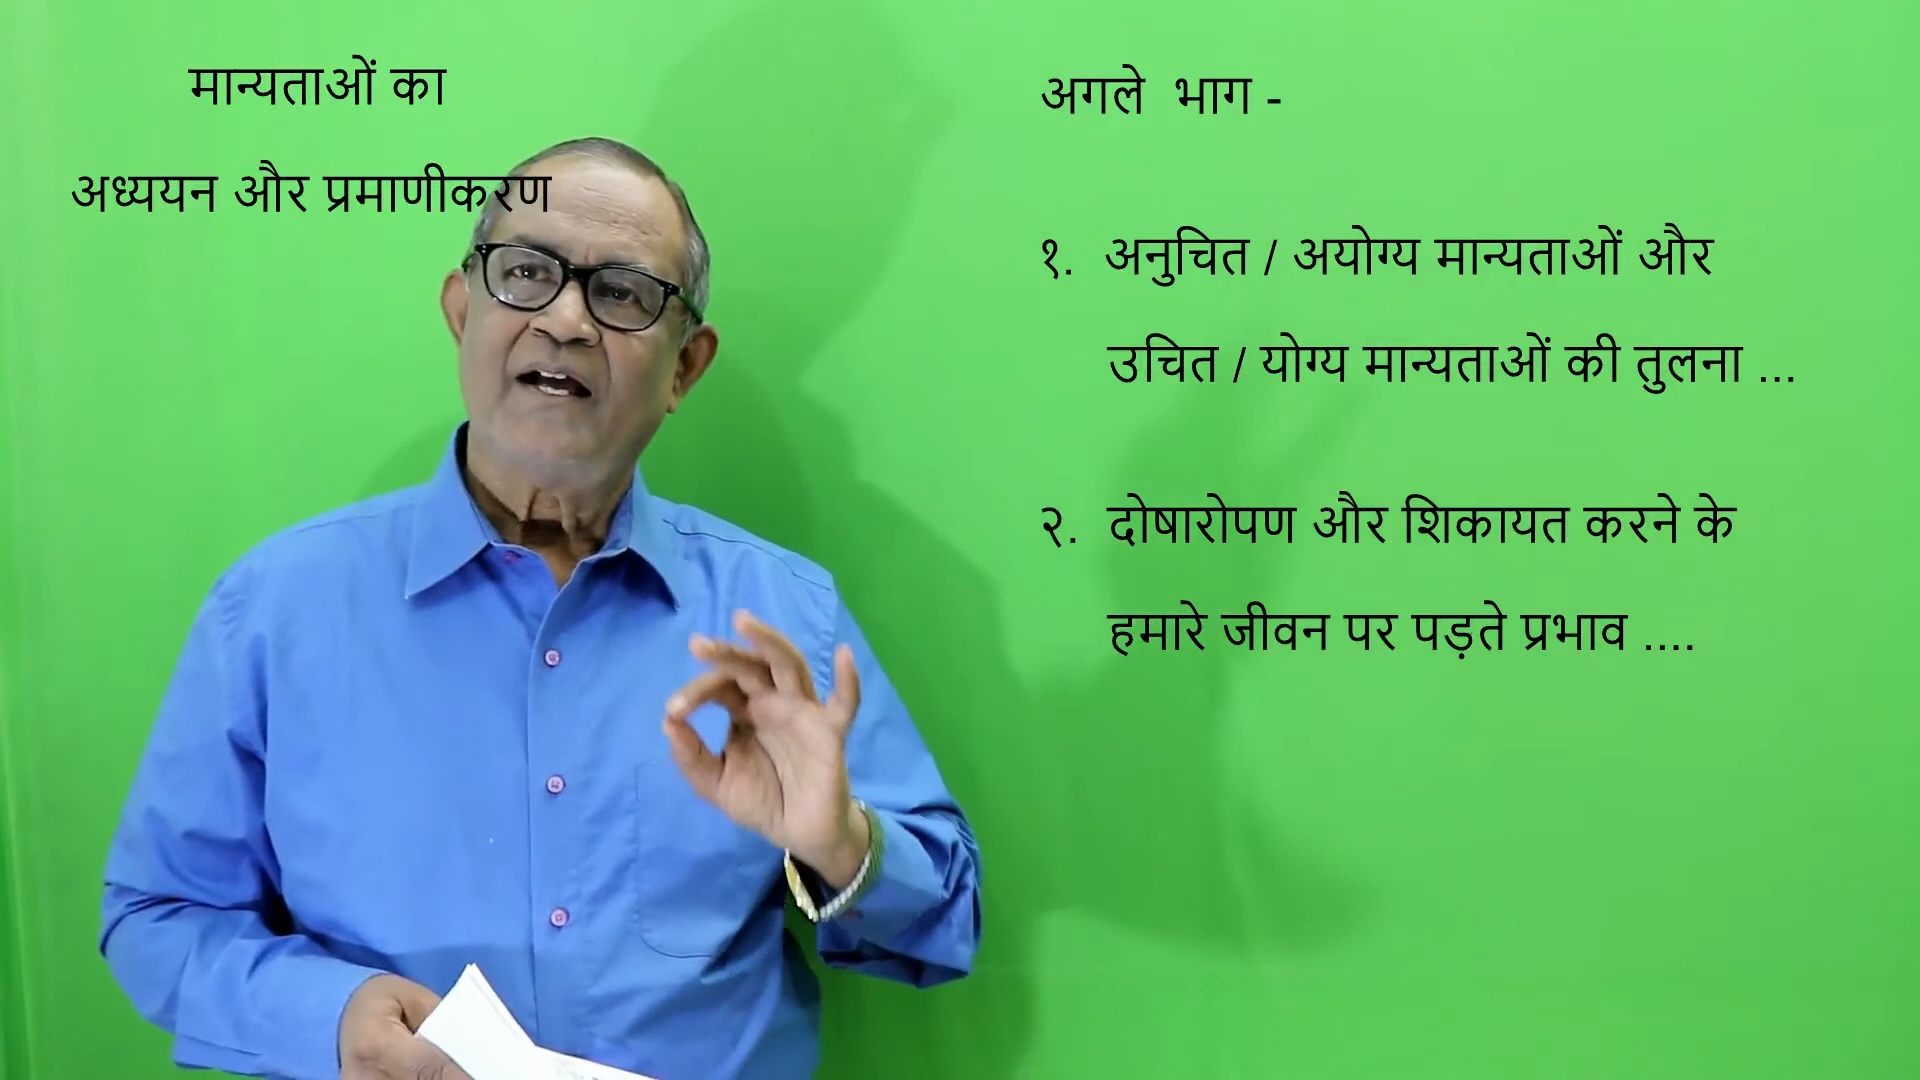 मान्यताओं का
अध्ययन और प्रमाणीकरण
अगले भाग -
१. अनुचित / अयोग्य मान्यताओं और
उचित / योग्य मान्यताओं की तुलना ...
२. दोषारोपण और शिकायत करने के
हमारे जीवन पर पड़ते प्रभाव ....